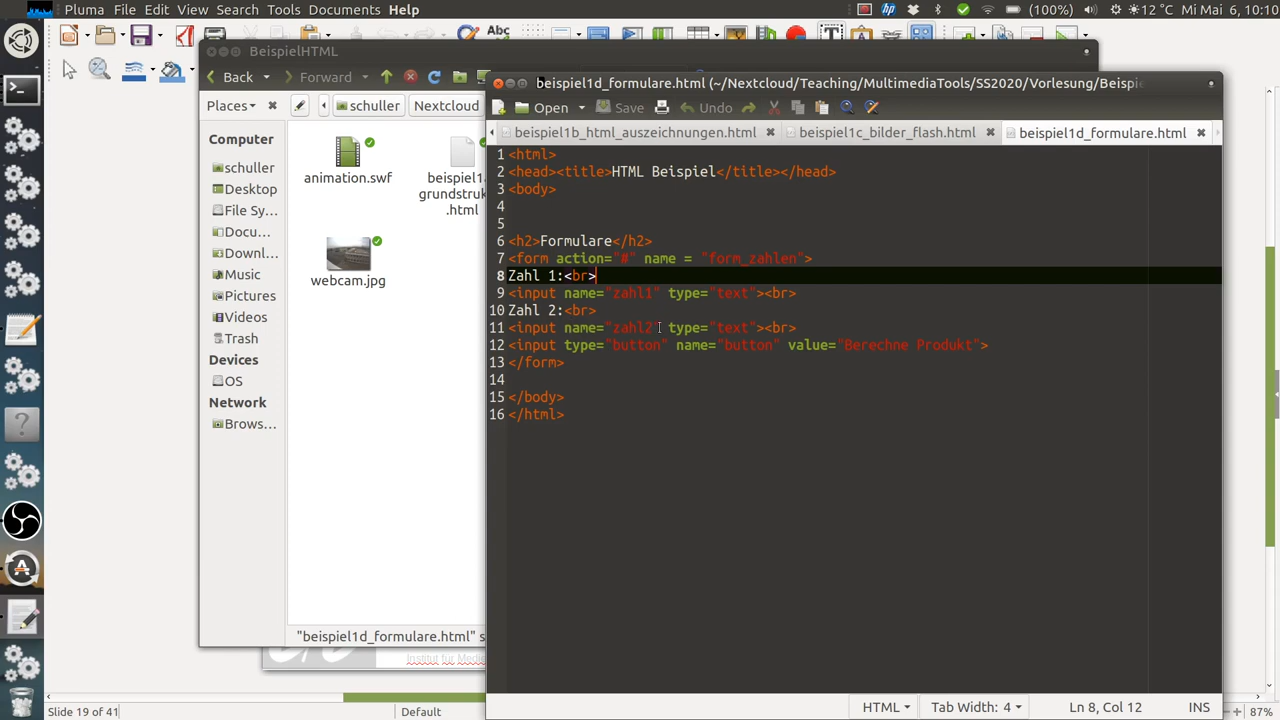 Pluma File Edit View Search Tools Documents Help
(100%) 12 °C Mi Mai 6, 10:10
Abc
BeispielHTML
Back Forward
Places schuller Nextcloud
Computer
schuller
Desktop
File Sy…
Docu…
Downl…
Music
Pictures
Videos
Trash
Devices
OS
Network
Brows…
animation.swf
beispiel1a
grundstruk
.html
webcam.jpg
"beispiel1d_formulare.html" s
beispiel1d_formulare.html (~/Nextcloud/Teaching/MultimediaTools/SS2020/Vorlesung/Beispie
Open Save Undo
beispiel1b_html_auszeichnungen.html beispiel1c_bilder_flash.html beispiel1d_formulare.html
1 <html>
2 <head><title>HTML Beispiel</title></head>
3 <body>
4
5
6 <h2>Formulare</h2>
7 <form action="#" name = "form_zahlen">
8 Zahl 1:<br>
9 <input name="zahl1" type="text"><br>
10 Zahl 2:<br>
11 <input name="zahl2" type="text"><br>
12 <input type="button" name="button" value="Berechne Produkt">
13 </form>
14
15 </body>
16 </html>
HTML Tab Width: 4 Ln 8, Col 12 INS
Institut für Medie
Slide 19 of 41 Default 87%